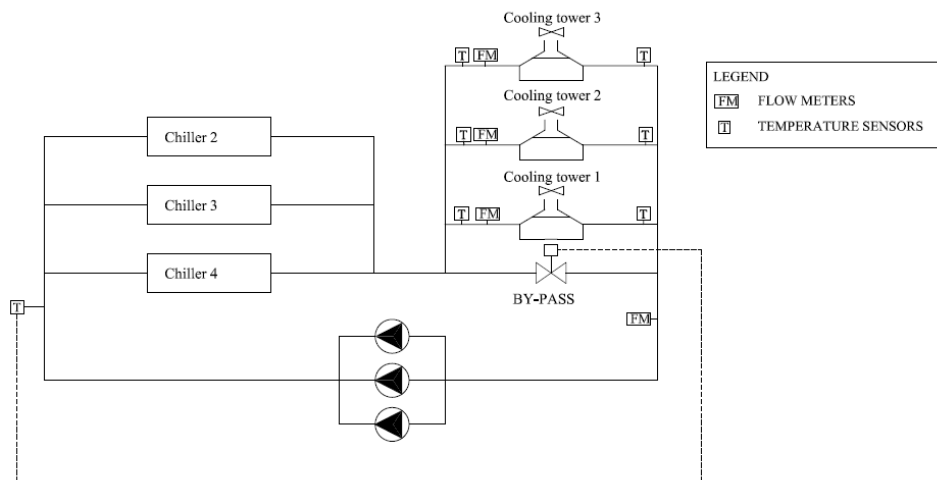 Cooling tower 3
T
FM
T
Cooling tower 2
T
FM
T
Cooling tower 1
T
FM
T
BY-PASS
FM
Chiller 2
Chiller 3
Chiller 4
T
LEGEND
FM FLOW METERS
T TEMPERATURE SENSORS